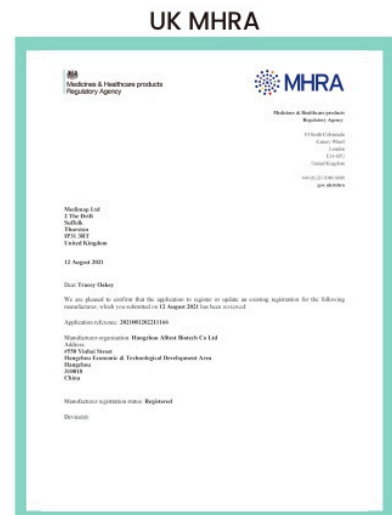 UK MHRA
Medicines & Healthcare products
Regulatory Agency
MHRA
Medicines & Healthcare products
Regulatory Agency
10 South Colonnade
Canary Wharf
London
E14 4PU
United Kingdom
gov.uk/mhra
Medimap Ltd
2 The Drift
Suffolk
Thurston
IP31 3RT
United Kingdom
12 August 2021
Dear Tracey Oakey
We are pleased to confirm that the application to register or update an existing registration for the following
manufacturer, which you submitted on 12 August 2021 has been reviewed
Application reference: 2021081202211166
Manufacturer organisation: Hangzhou Alltest Biotech Co Ltd
Address:
#550 Yinhai Street
Hangzhou Economic & Technological Development Area
Hangzhou
310018
China
Manufacturer registration status: Registered
Device(s)